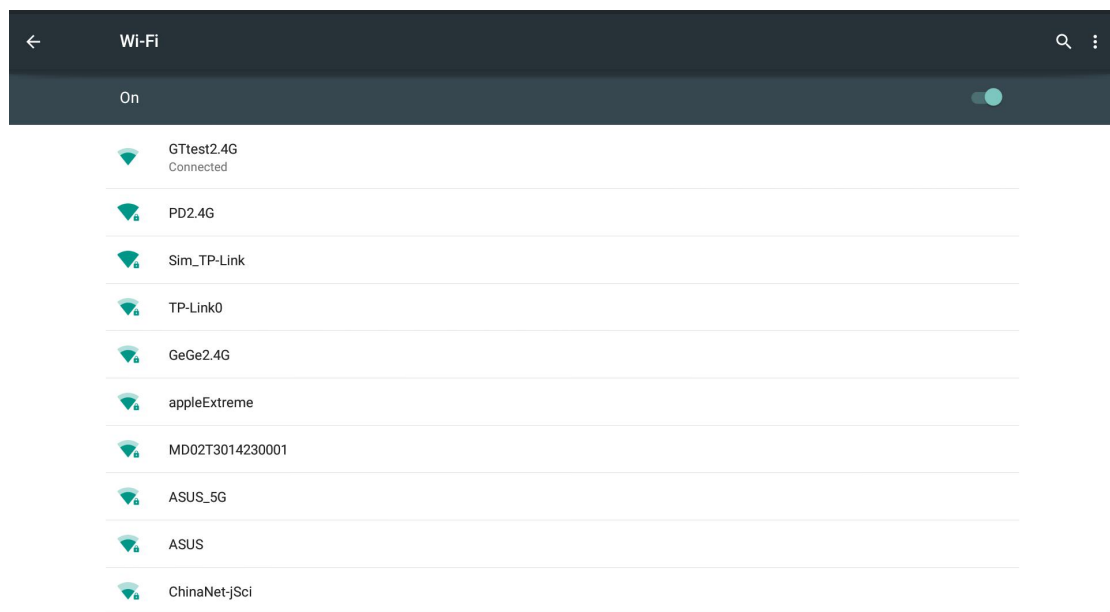 Wi-Fi
On
GTtest2.4G
Connected
PD2.4G
Sim_TP-Link
TP-Link0
GeGe2.4G
appleExtreme
MD02T3014230001
ASUS_5G
ASUS
ChinaNet-jSci